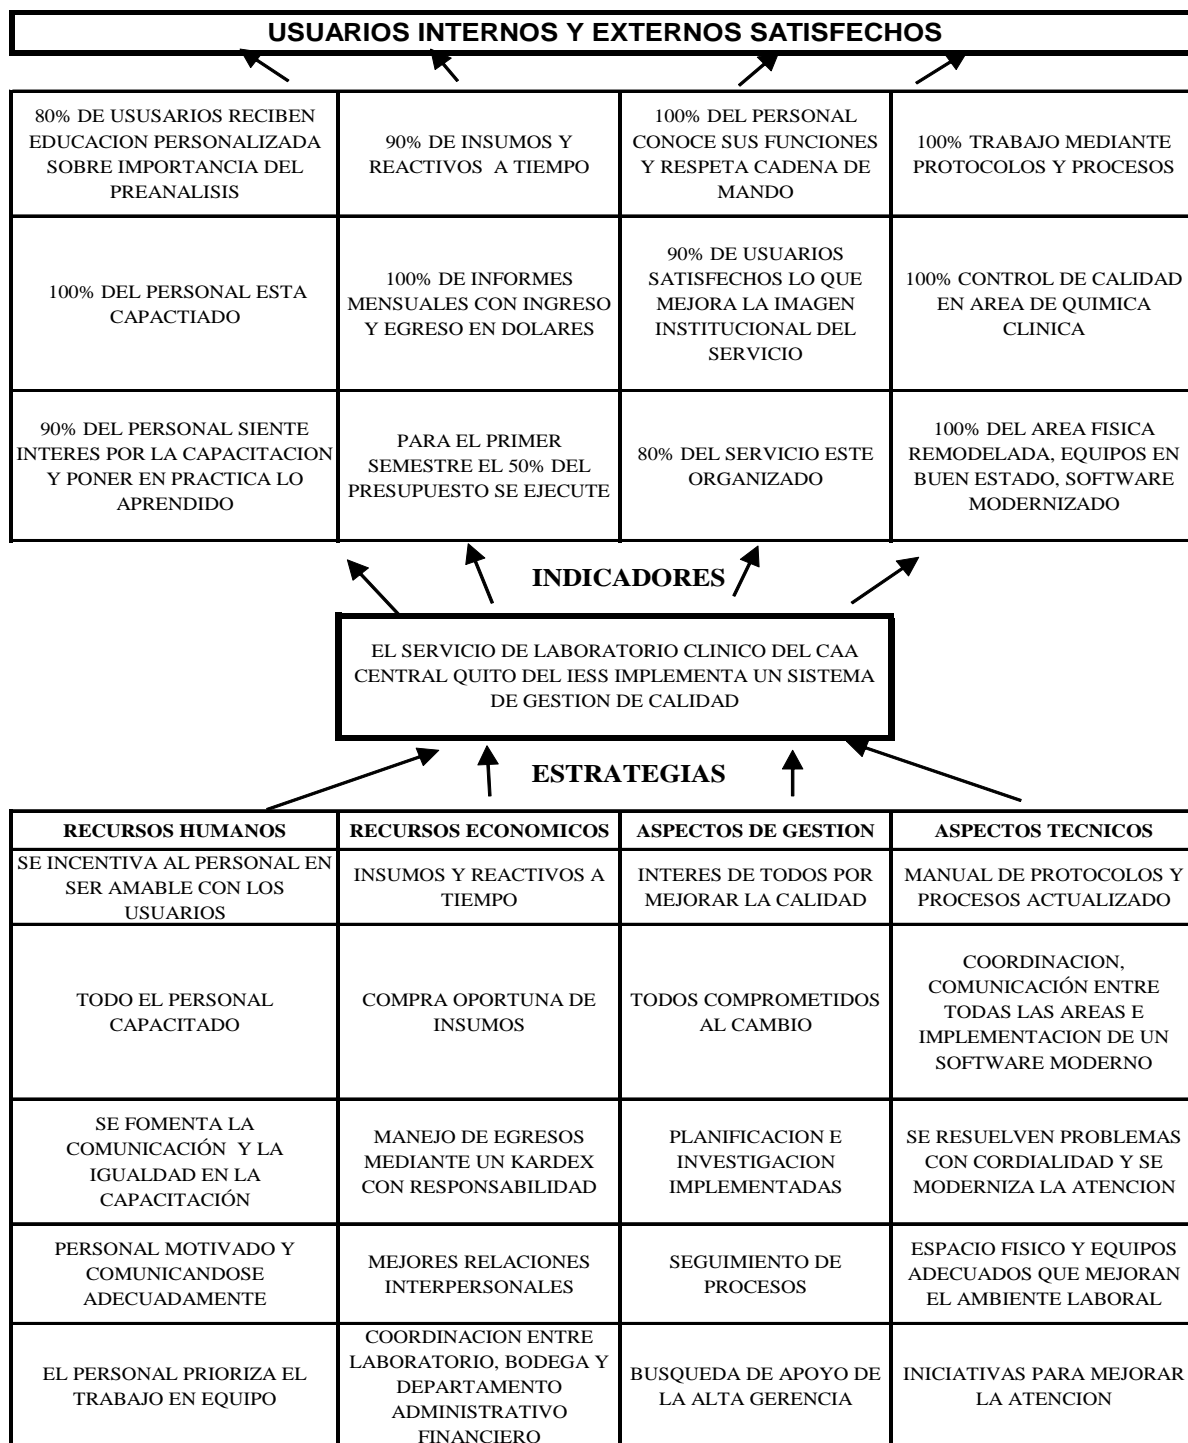 USUARIOS INTERNOS Y EXTERNOS SATISFECHOS
80% DE USUSARIOS RECIBEN
EDUCACION PERSONALIZADA
SOBRE IMPORTANCIA DEL
PREANALISIS
90% DE INSUMOS Y
REACTIVOS A TIEMPO
100% DEL PERSONAL
CONOCE SUS FUNCIONES
Y RESPETA CADENA DE
MANDO
100% TRABAJO MEDIANTE
PROTOCOLOS Y PROCESOS
100% DEL PERSONAL ESTA
CAPACTIADO
100% DE INFORMES
MENSUALES CON INGRESO
Y EGRESO EN DOLARES
90% DE USUARIOS
SATISFECHOS LO QUE
MEJORA LA IMAGEN
INSTITUCIONAL DEL
SERVICIO
100% CONTROL DE CALIDAD
EN AREA DE QUIMICA
CLINICA
90% DEL PERSONAL SIENTE
INTERES POR LA CAPACITACION
Y PONER EN PRACTICA LO
APRENDIDO
PARA EL PRIMER
SEMESTRE EL 50% DEL
PRESUPUESTO SE EJECUTE
80% DEL SERVICIO ESTE
ORGANIZADO
100% DEL AREA FISICA
REMODELADA, EQUIPOS EN
BUEN ESTADO, SOFTWARE
MODERNIZADO
INDICADORES
EL SERVICIO DE LABORATORIO CLINICO DEL CAA
CENTRAL QUITO DEL IESS IMPLEMENTA UN SISTEMA
DE GESTION DE CALIDAD
ESTRATEGIAS
RECURSOS HUMANOS
RECURSOS ECONOMICOS
ASPECTOS DE GESTION
ASPECTOS TECNICOS
SE INCENTIVA AL PERSONAL EN
SER AMABLE CON LOS
USUARIOS
INSUMOS Y REACTIVOS A
TIEMPO
INTERES DE TODOS POR
MEJORAR LA CALIDAD
MANUAL DE PROTOCOLOS Y
PROCESOS ACTUALIZADO
TODO EL PERSONAL
CAPACITADO
COMPRA OPORTUNA DE
INSUMOS
TODOS COMPROMETIDOS
AL CAMBIO
COORDINACION,
COMUNICACIÓN ENTRE
TODAS LAS AREAS E
IMPLEMENTACION DE UN
SOFTWARE MODERNO
SE FOMENTA LA
COMUNICACIÓN Y LA
IGUALDAD EN LA
CAPACITACIÓN
MANEJO DE EGRESOS
MEDIANTE UN KARDEX
CON RESPONSABILIDAD
PLANIFICACION E
INVESTIGACION
IMPLEMENTADAS
SE RESUELVEN PROBLEMAS
CON CORDIALIDAD Y SE
MODERNIZA LA ATENCION
PERSONAL MOTIVADO Y
COMUNICANDOSE
ADECUADAMENTE
MEJORES RELACIONES
INTERPERSONALES
SEGUIMIENTO DE
PROCESOS
ESPACIO FISICO Y EQUIPOS
ADECUADOS QUE MEJORAN
EL AMBIENTE LABORAL
EL PERSONAL PRIORIZA EL
TRABAJO EN EQUIPO
COORDINACION ENTRE
LABORATORIO, BODEGA Y
DEPARTAMENTO
ADMINISTRATIVO
FINANCIERO
BUSQUEDA DE APOYO DE
LA ALTA GERENCIA
INICIATIVAS PARA MEJORAR
LA ATENCION